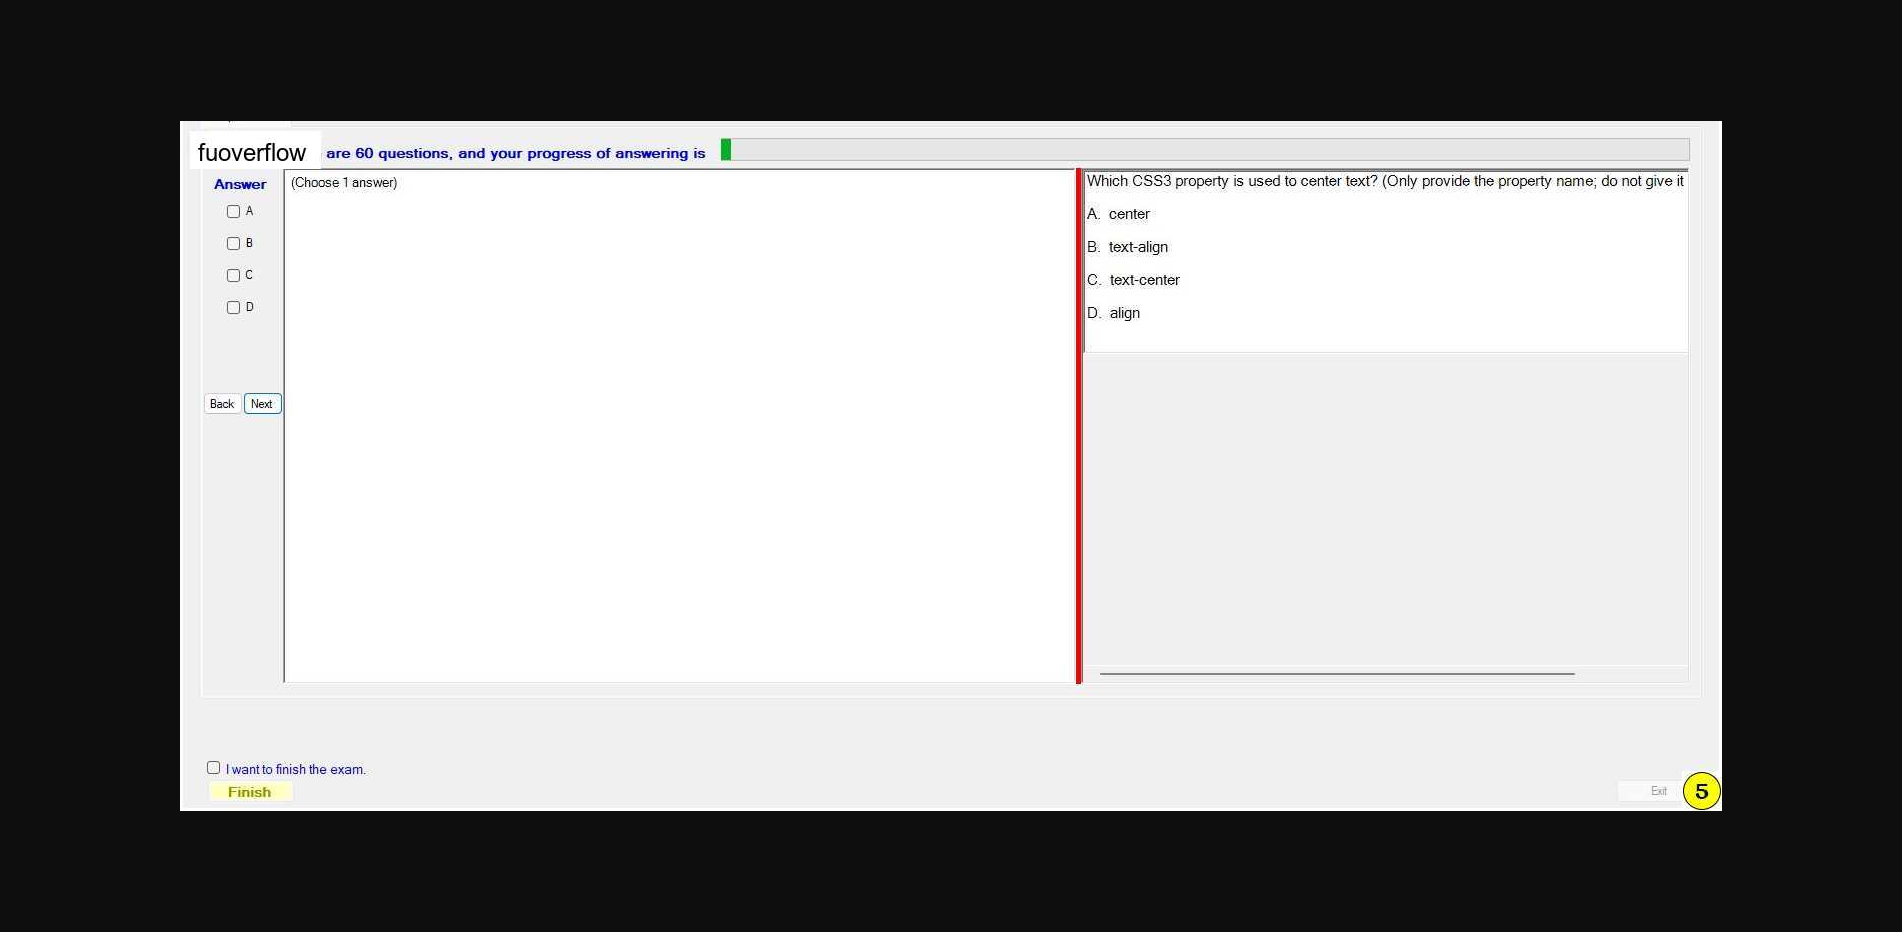 fuoverflow are 60 questions, and your progress of answering is
Answer
(Choose 1 answer)
A
B
C
D
Back Next
Which CSS3 property is used to center text? (Only provide the property name; do not give it
A. center
B. text-align
C. text-center
D. align
I want to finish the exam.
Finish
Exit
5